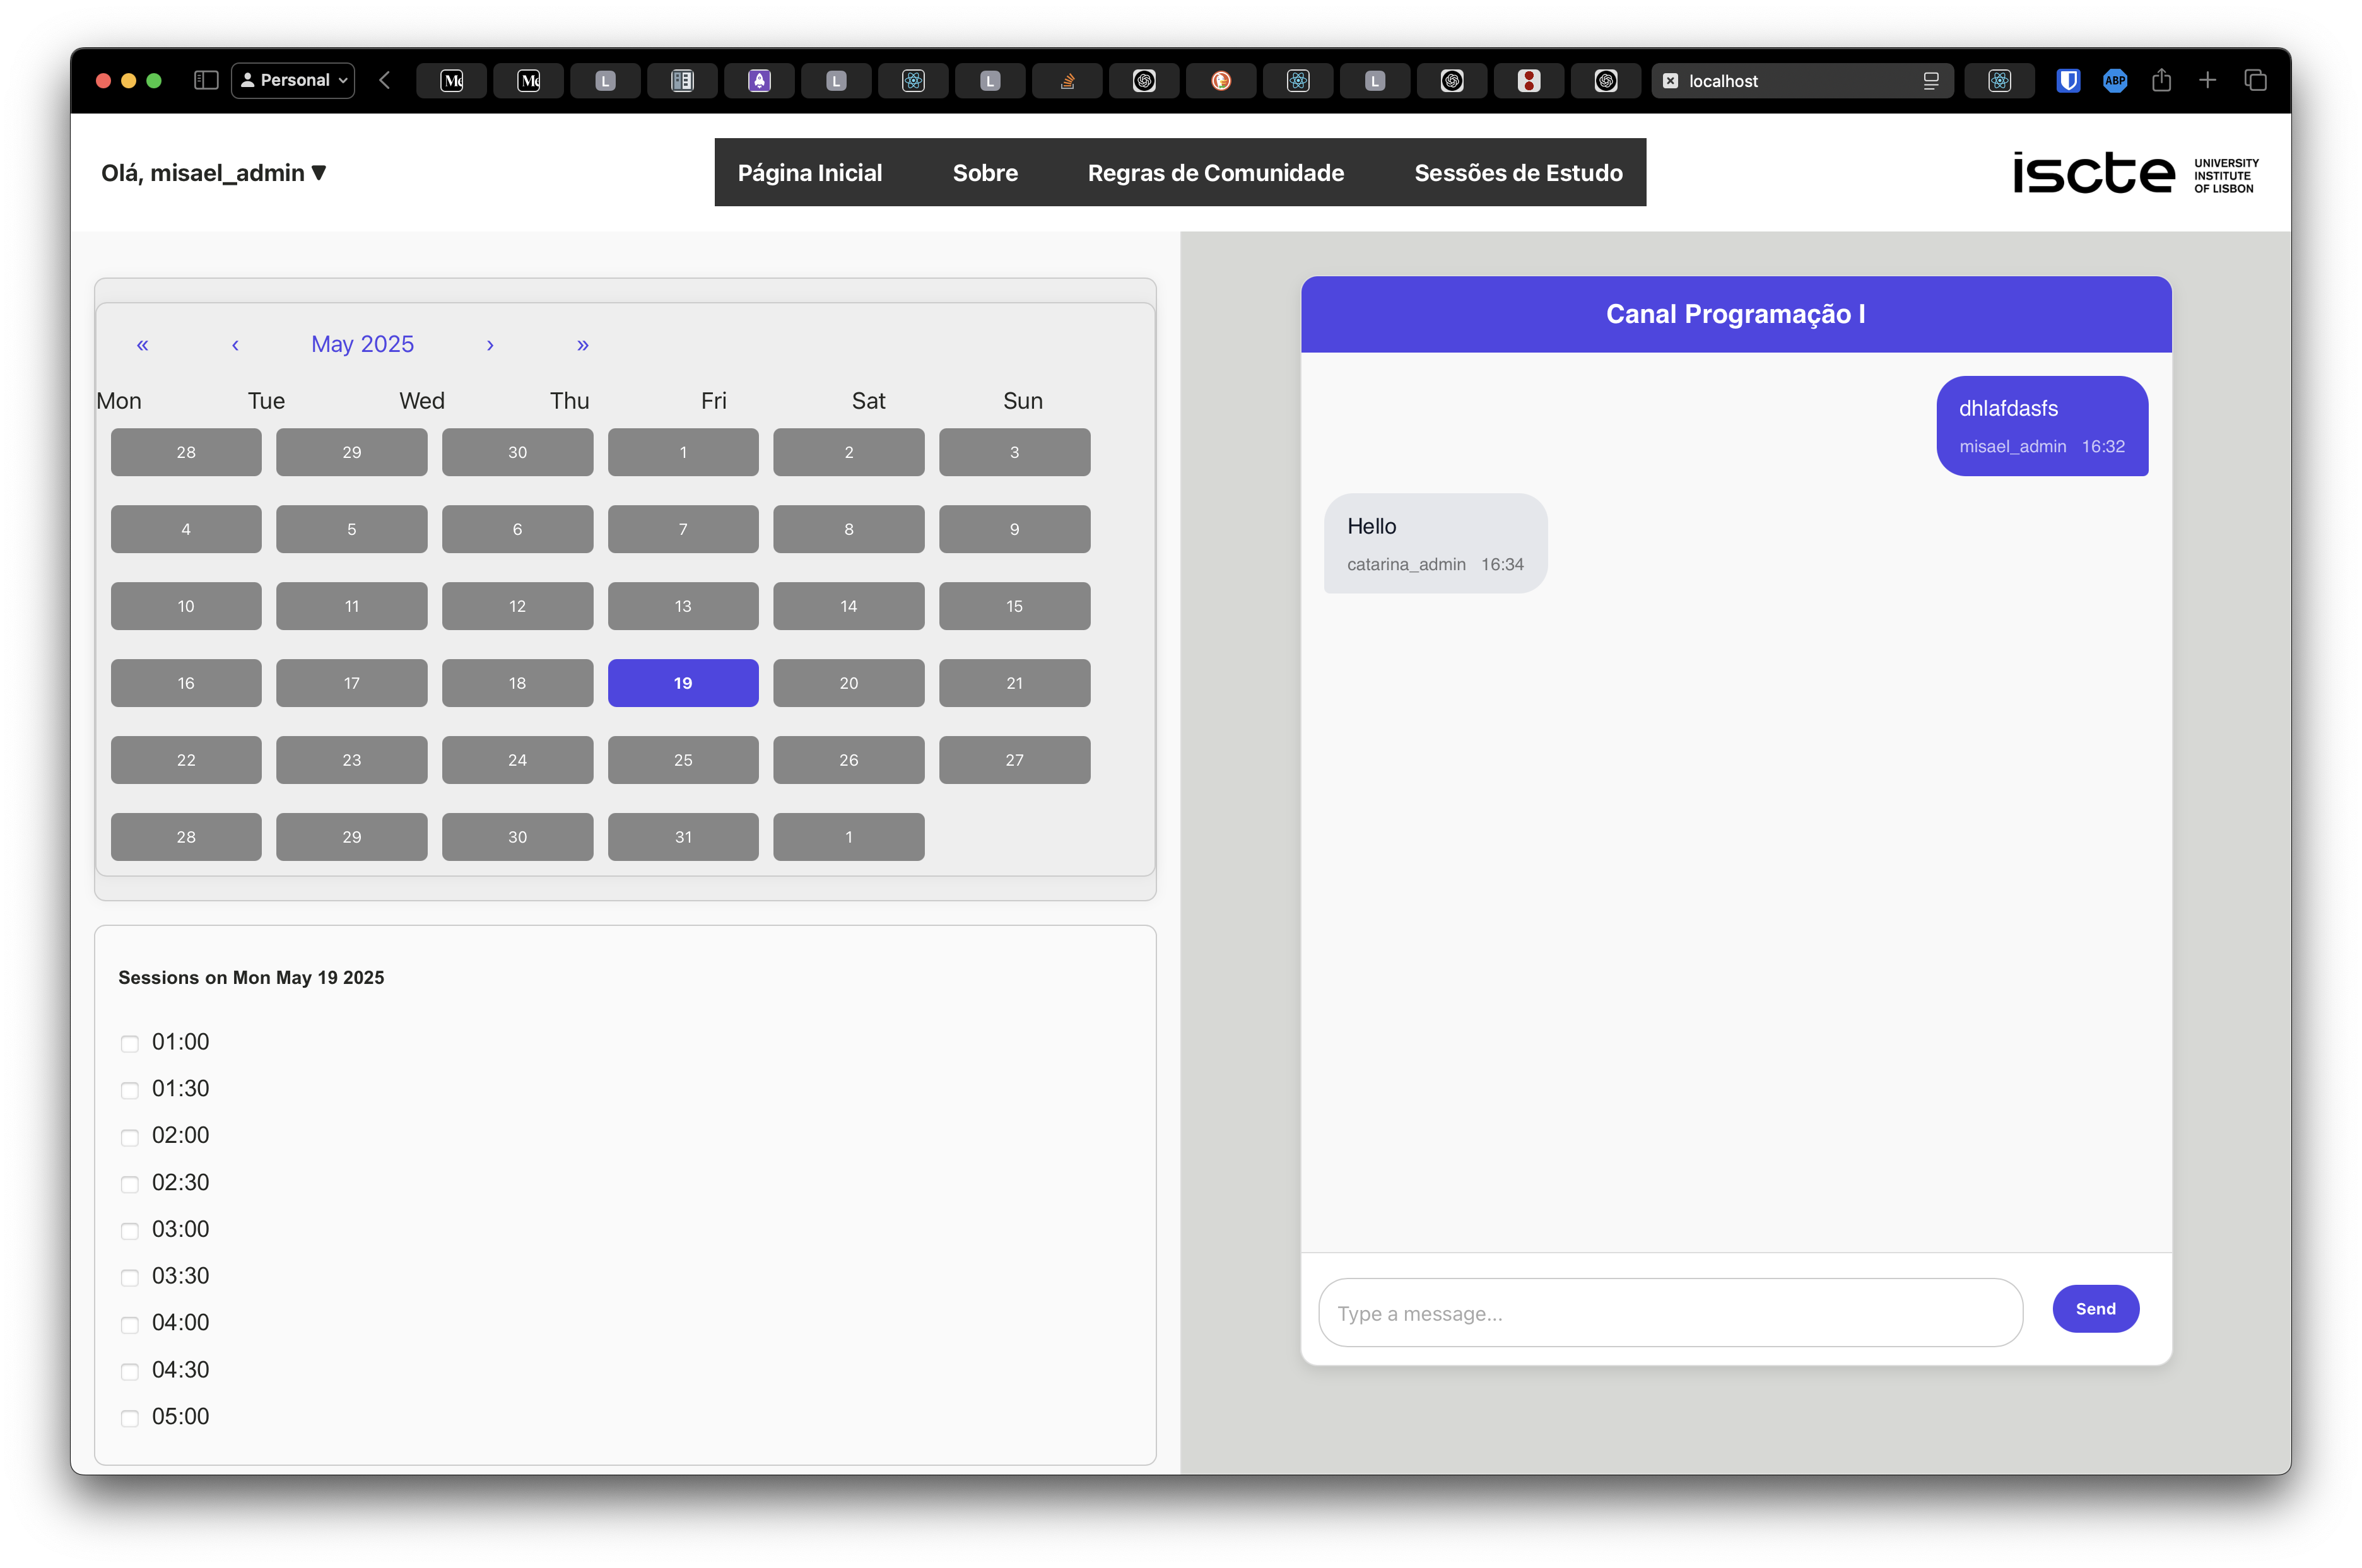 Personal
M
M
L
L
L
L
localhost
ABP
Olá, misael_admin ▼
Página Inicial Sobre Regras de Comunidade Sessões de Estudo
iscte
UNIVERSITY
INSTITUTE
OF LISBON
« ‹ May 2025 › »
Mon Tue Wed Thu Fri Sat Sun
28 29 30 1 2 3
4 5 6 7 8 9
10 11 12 13 14 15
16 17 18 19 20 21
22 23 24 25 26 27
28 29 30 31 1
Sessions on Mon May 19 2025
01:00
01:30
02:00
02:30
03:00
03:30
04:00
04:30
05:00
Canal Programação I
dhlafdasfs
misael_admin 16:32
Hello
catarina_admin 16:34
Type a message...
Send